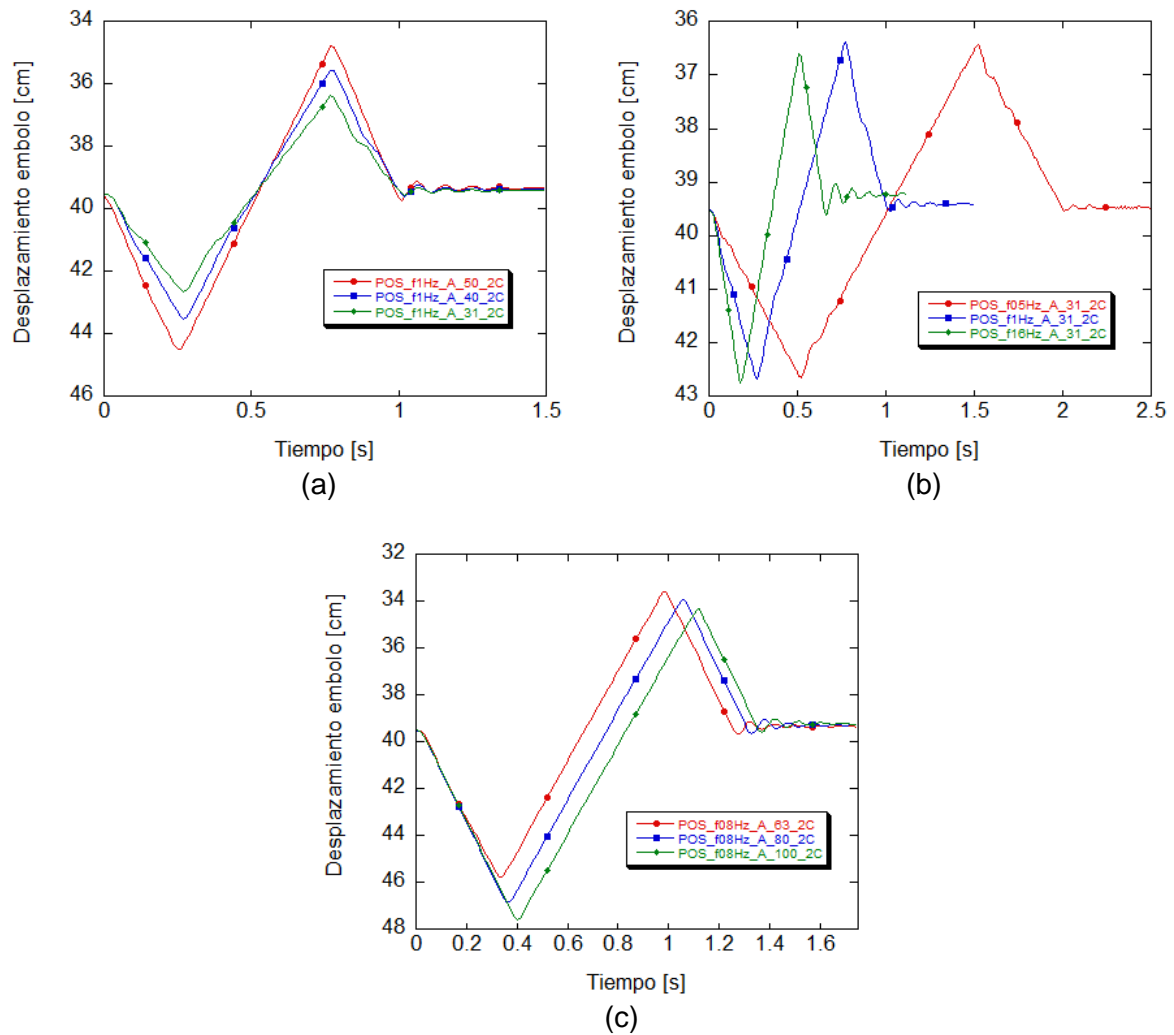 34
36
38
40
42
44
46
0
0.5
1
1.5
Desplazamiento embolo [cm]
Tiempo [s]
POS_f1Hz_A_50_2C
POS_f1Hz_A_40_2C
POS_f1Hz_A_31_2C
(a)
36
37
38
39
40
41
42
43
0
0.5
1
1.5
2
2.5
Desplazamiento embolo [cm]
Tiempo [s]
POS_f05Hz_A_31_2C
POS_f1Hz_A_31_2C
POS_f16Hz_A_31_2C
(b)
32
34
36
38
40
42
44
46
48
0
0.2
0.4
0.6
0.8
1
1.2
1.4
1.6
Desplazamiento embolo [cm]
Tiempo [s]
POS_f08Hz_A_63_2C
POS_f08Hz_A_80_2C
POS_f08Hz_A_100_2C
(c)